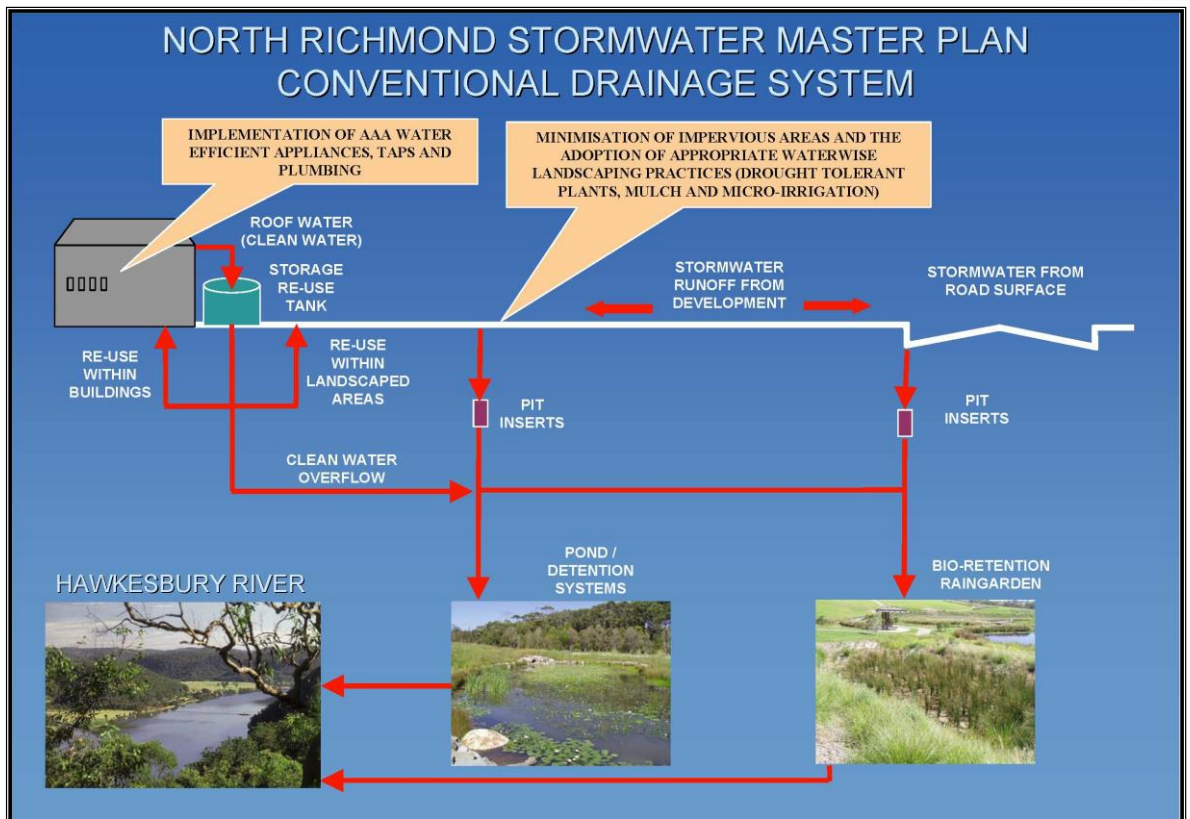 NORTH RICHMOND STORMWATER MASTER PLAN
CONVENTIONAL DRAINAGE SYSTEM
IMPLEMENTATION OF AAA WATER
EFFICIENT APPLIANCES, TAPS AND
PLUMBING
MINIMISATION OF IMPERVIOUS AREAS AND THE
ADOPTION OF APPROPRIATE WATERWISE
LANDSCAPING PRACTICES (DROUGHT TOLERANT
PLANTS, MULCH AND MICRO-IRRIGATION)
ROOF WATER
(CLEAN WATER)
STORAGE
RE-USE
TANK
STORMWATER
RUNOFF FROM
DEVELOPMENT
STORMWATER FROM
ROAD SURFACE
RE-USE
WITHIN
BUILDINGS
RE-USE
WITHIN
LANDSCAPED
AREAS
PIT
INSERTS
PIT
INSERTS
CLEAN WATER
OVERFLOW
HAWKESBURY RIVER
POND /
DETENTION
SYSTEMS
BIO-RETENTION
RAINGARDEN